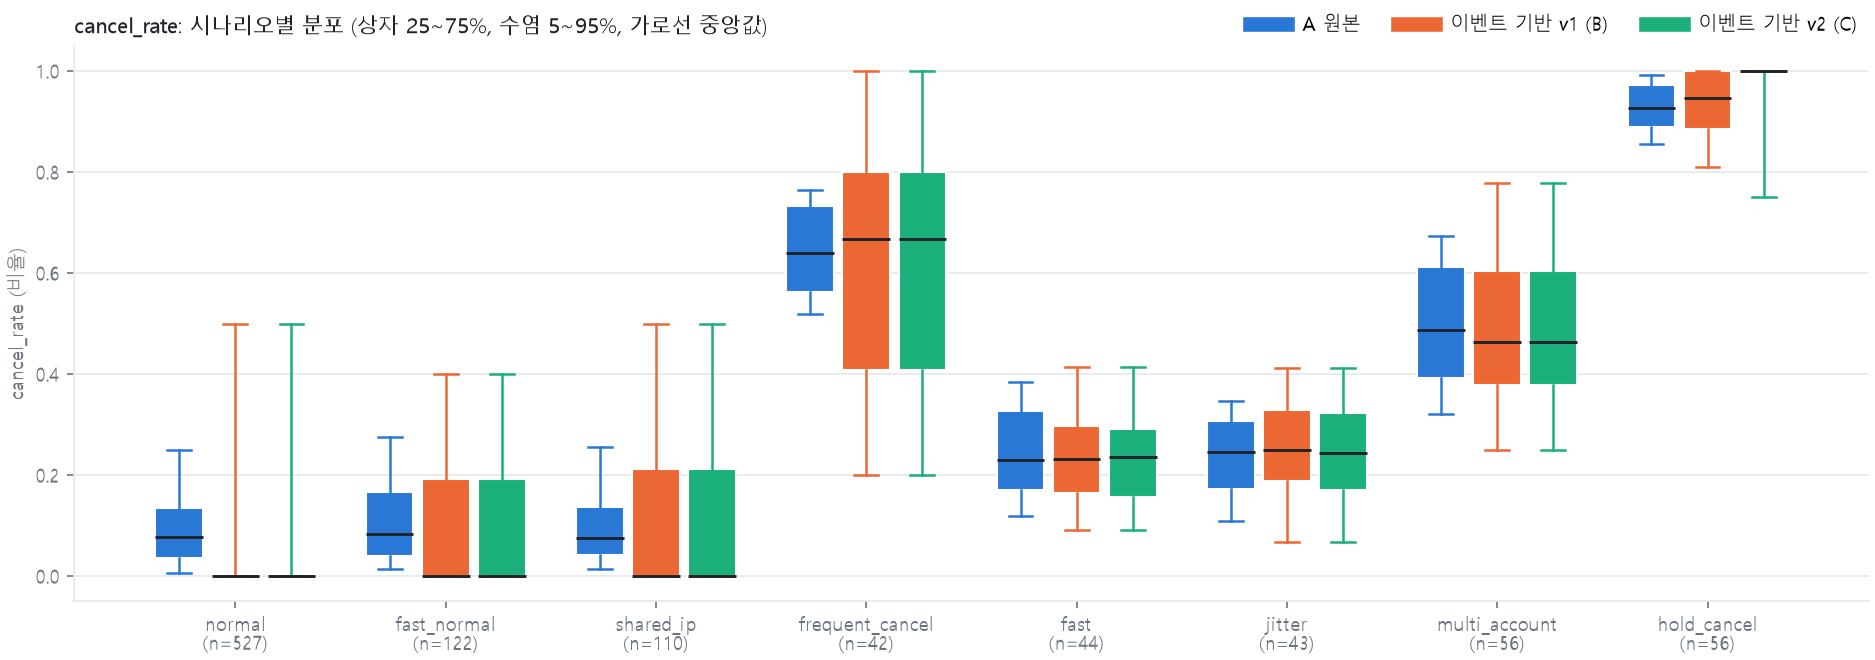 cancel_rate: 시나리오별 분포 (상자 25~75%, 수염 5~95%, 가로선 중앙값)
A 원본
이벤트 기반 v1 (B)
이벤트 기반 v2 (C)
cancel_rate (비율)
1.0
0.8
0.6
0.4
0.2
0.0
normal
(n=527)
fast_normal
(n=122)
shared_ip
(n=110)
frequent_cancel
(n=42)
fast
(n=44)
jitter
(n=43)
multi_account
(n=56)
hold_cancel
(n=56)